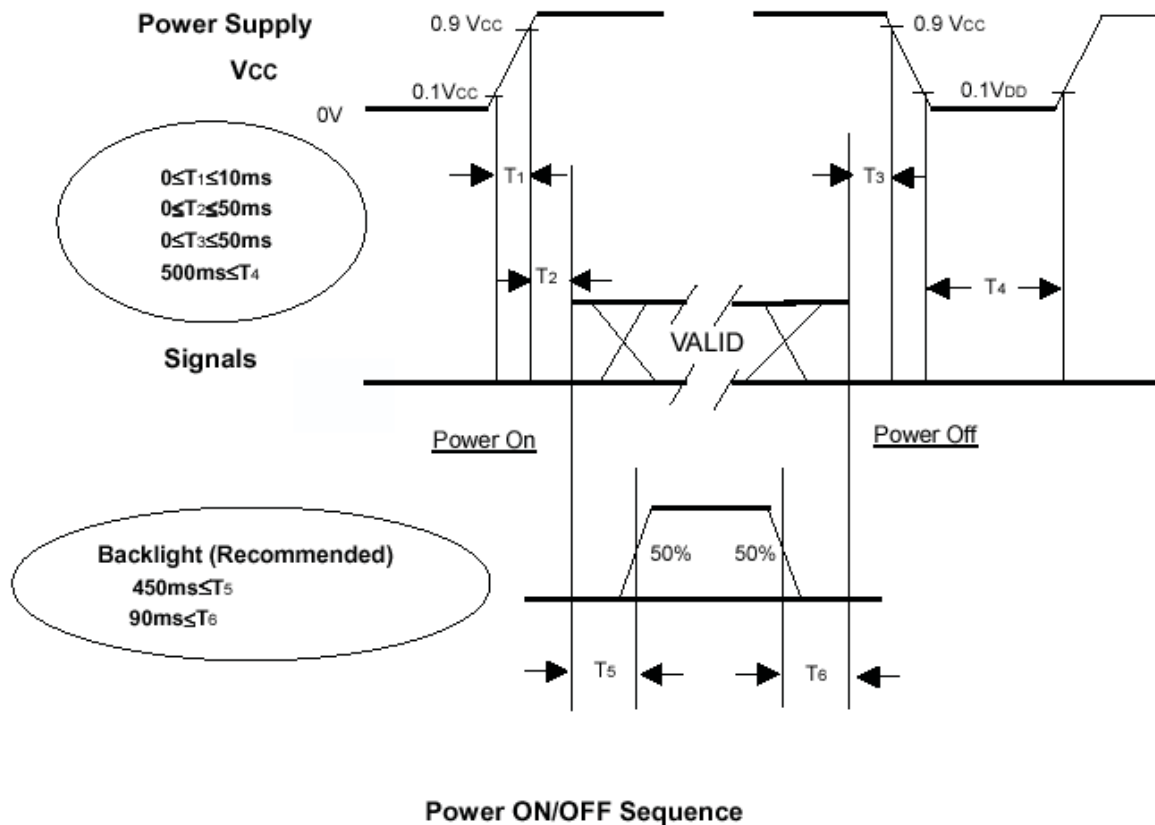 Power Supply
VCC
0.9 VCC
0.1VCC
0V
0.9 VCC
0.1VDD
0≤T1≤10ms
0≤T2≤50ms
0≤T3≤50ms
500ms≤T4
T1
T3
T2
T4
VALID
Signals
Power On
Power Off
Backlight (Recommended)
450ms≤T5
90ms≤T6
50%
50%
T5
T6
Power ON/OFF Sequence